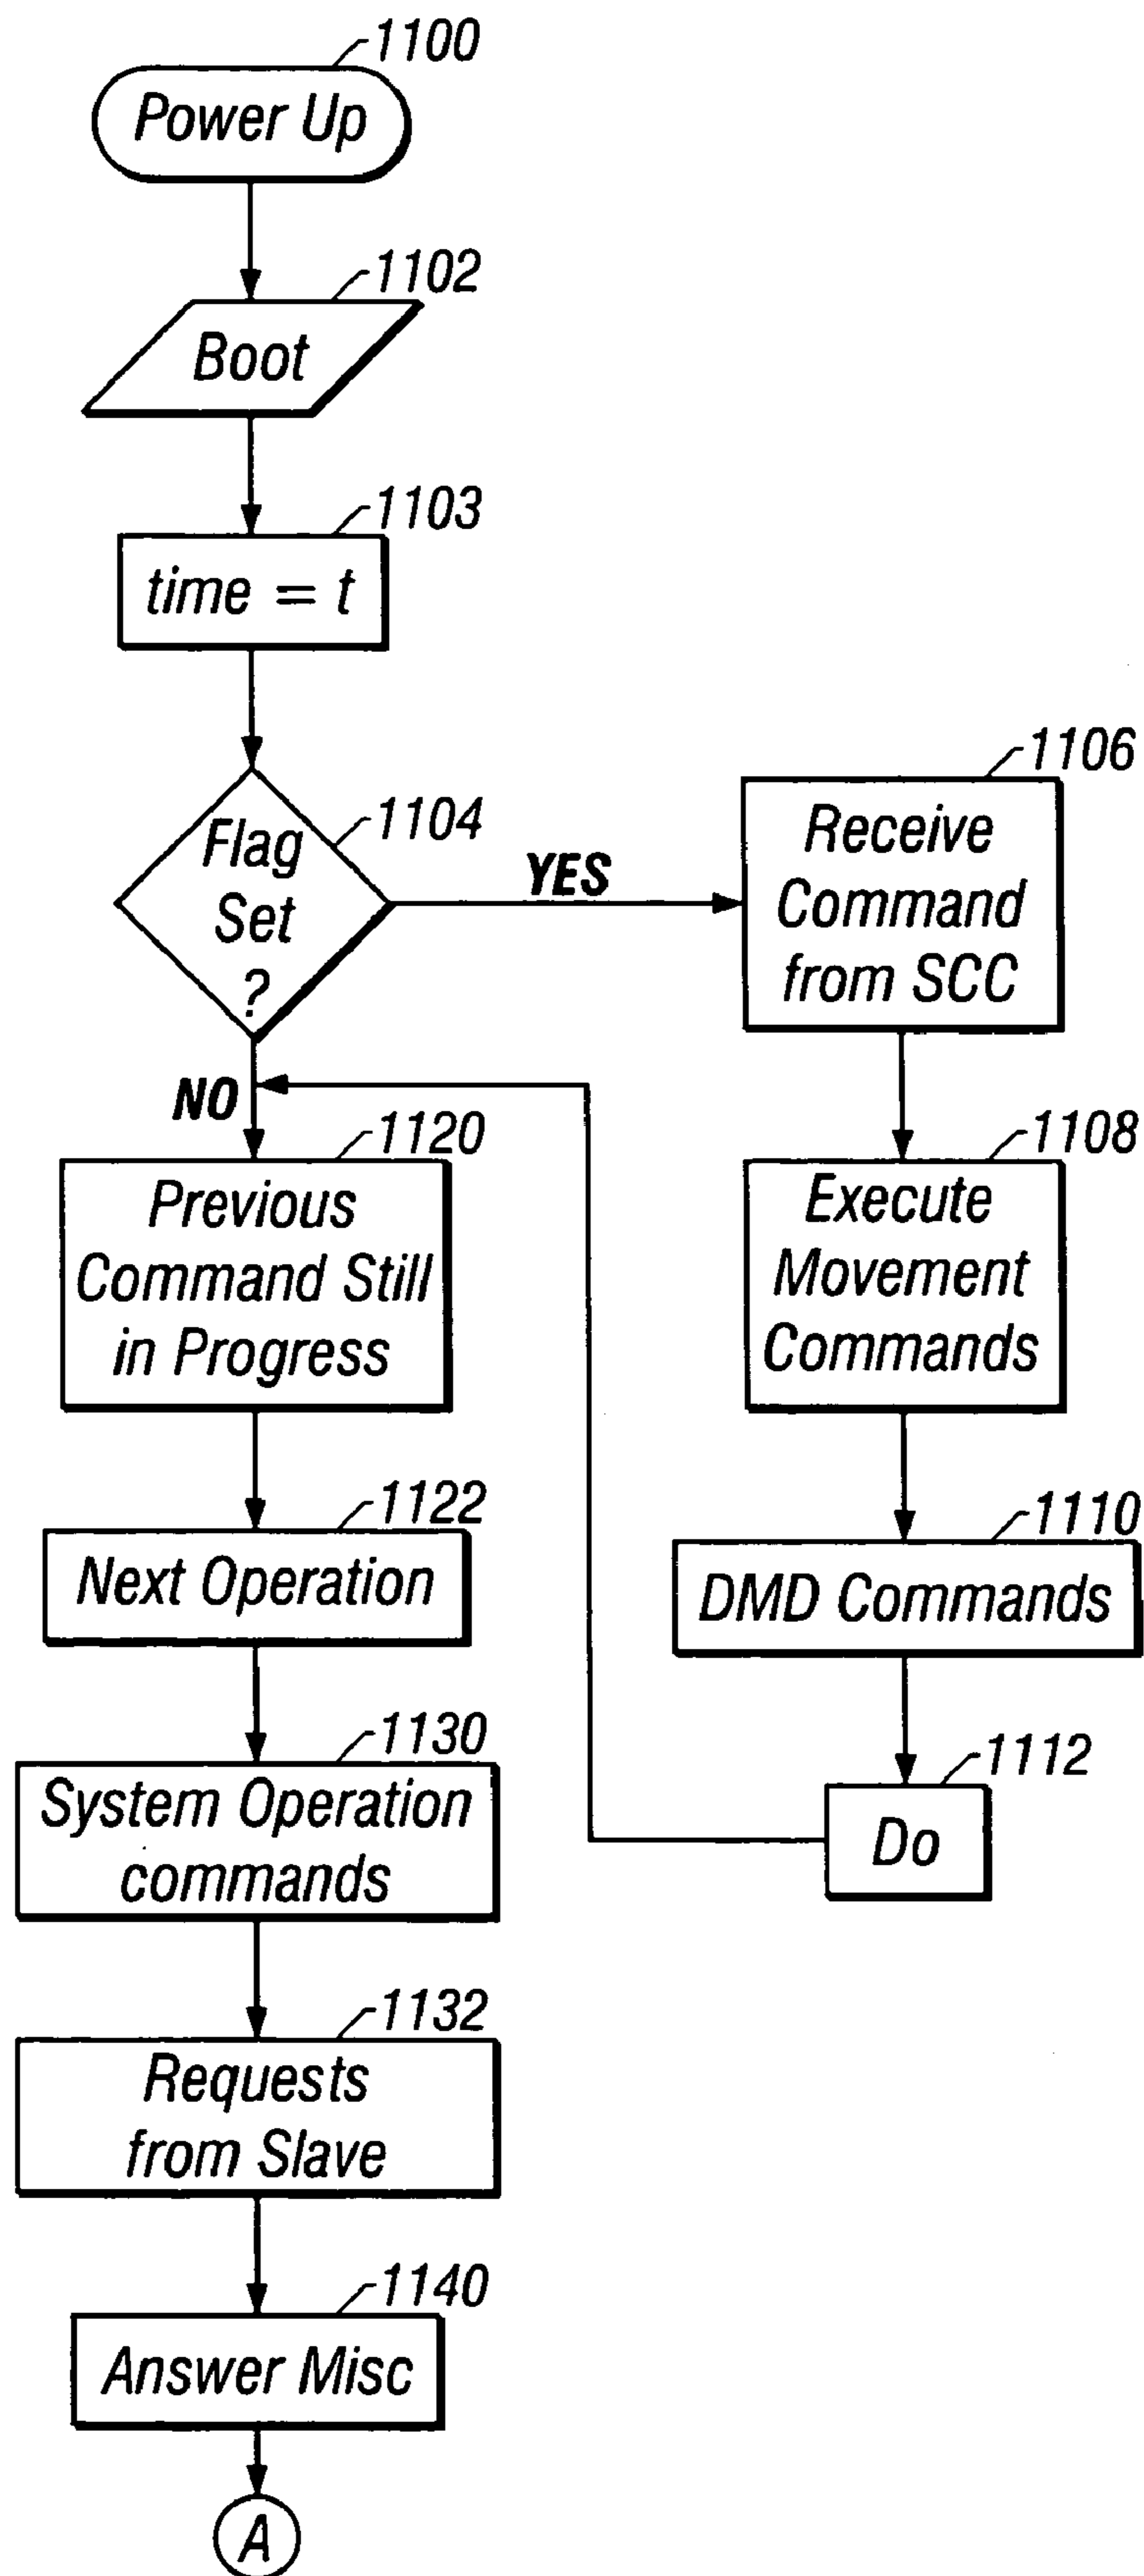 1100
Power Up
1102
Boot
1103
time = t
1104
Flag
Set
?
YES
NO
1106
Receive
Command
from SCC
1108
Execute
Movement
Commands
1110
DMD Commands
1112
Do
1120
Previous
Command Still
in Progress
1122
Next Operation
1130
System Operation
commands
1132
Requests
from Slave
1140
Answer Misc
A